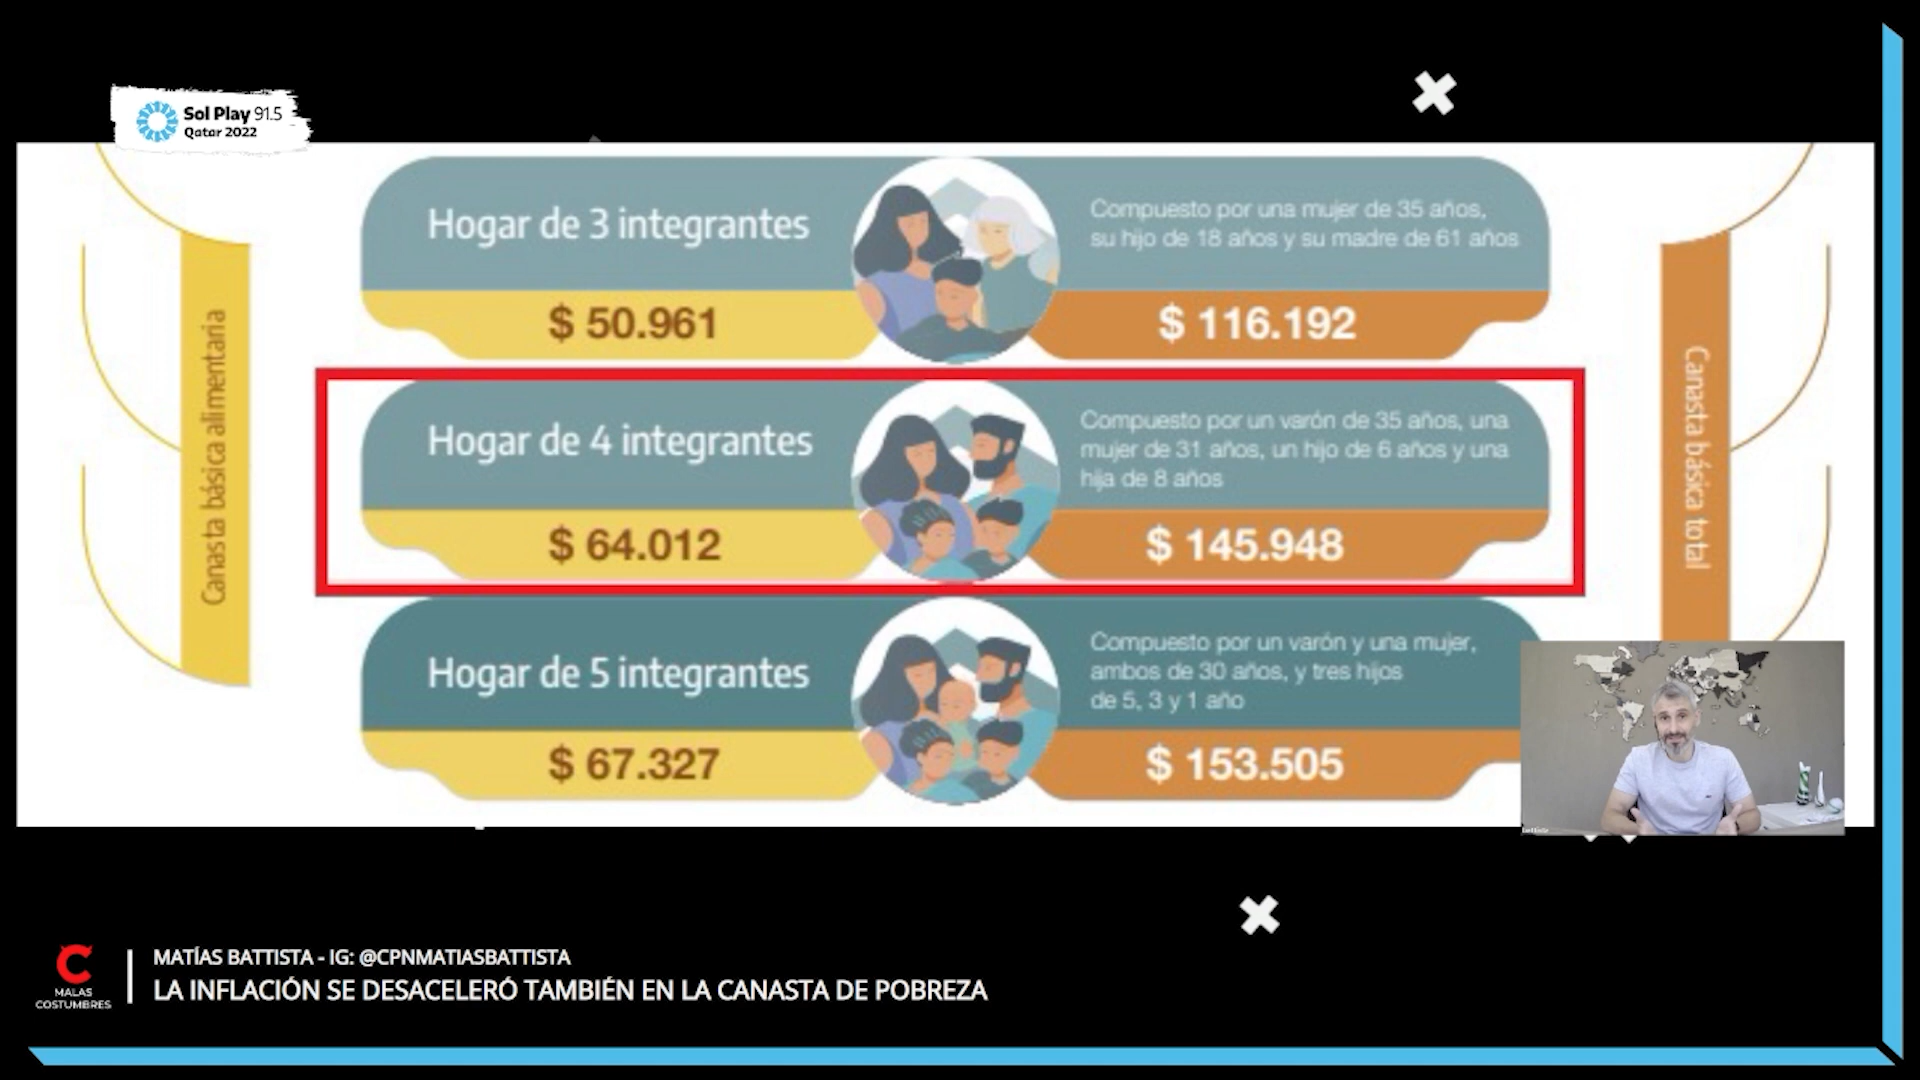 Sol Play 91.5
Qatar 2022
Hogar de 3 integrantes
Compuesto por una mujer de 35 años,
su hijo de 18 años y su madre de 61 años
$ 50.961
$ 116.192
Canasta básica alimentaria
Canasta básica total
Hogar de 4 integrantes
Compuesto por un varón de 35 años, una
mujer de 31 años, un hijo de 6 años y una
hija de 8 años
$ 64.012
$ 145.948
Hogar de 5 integrantes
Compuesto por un varón y una mujer,
ambos de 30 años, y tres hijos
de 5, 3 y 1 año
$ 67.327
$ 153.505
C
MALAS
COSTUMBRES
MATÍAS BATTISTA - IG: @CPNMATIASBATTISTA
LA INFLACIÓN SE DESACELERÓ TAMBIÉN EN LA CANASTA DE POBREZA